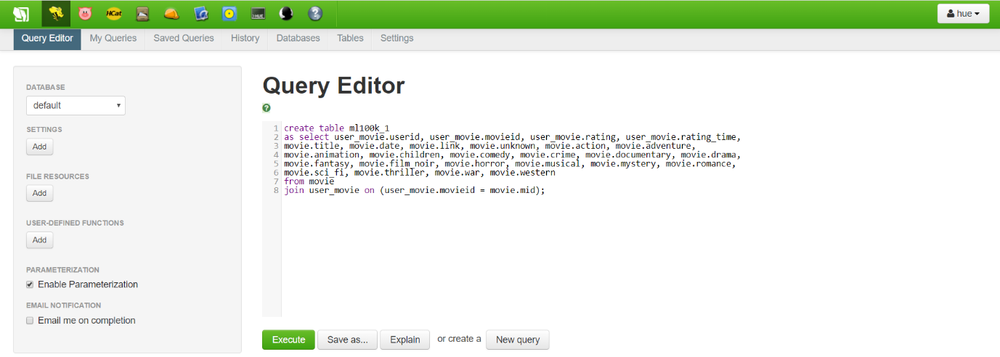 HCat
HUE
hue
Query Editor
My Queries
Saved Queries
History
Databases
Tables
Settings
DATABASE
default
SETTINGS
Add
FILE RESOURCES
Add
USER-DEFINED FUNCTIONS
Add
PARAMETERIZATION
Enable Parameterization
EMAIL NOTIFICATION
Email me on completion
Query Editor
?
1 create table ml100k_1
2 as select user_movie.userid, user_movie.movieid, user_movie.rating, user_movie.rating_time,
3 movie.title, movie.date, movie.link, movie.unknown, movie.action, movie.adventure,
4 movie.animation, movie.children, movie.comedy, movie.crime, movie.documentary, movie.drama,
5 movie.fantasy, movie.film_noir, movie.horror, movie.musical, movie.mystery, movie.romance,
6 movie.sci_fi, movie.thriller, movie.war, movie.western
7 from movie
8 join user_movie on (user_movie.movieid = movie.mid);
Execute
Save as...
Explain
or create a
New query